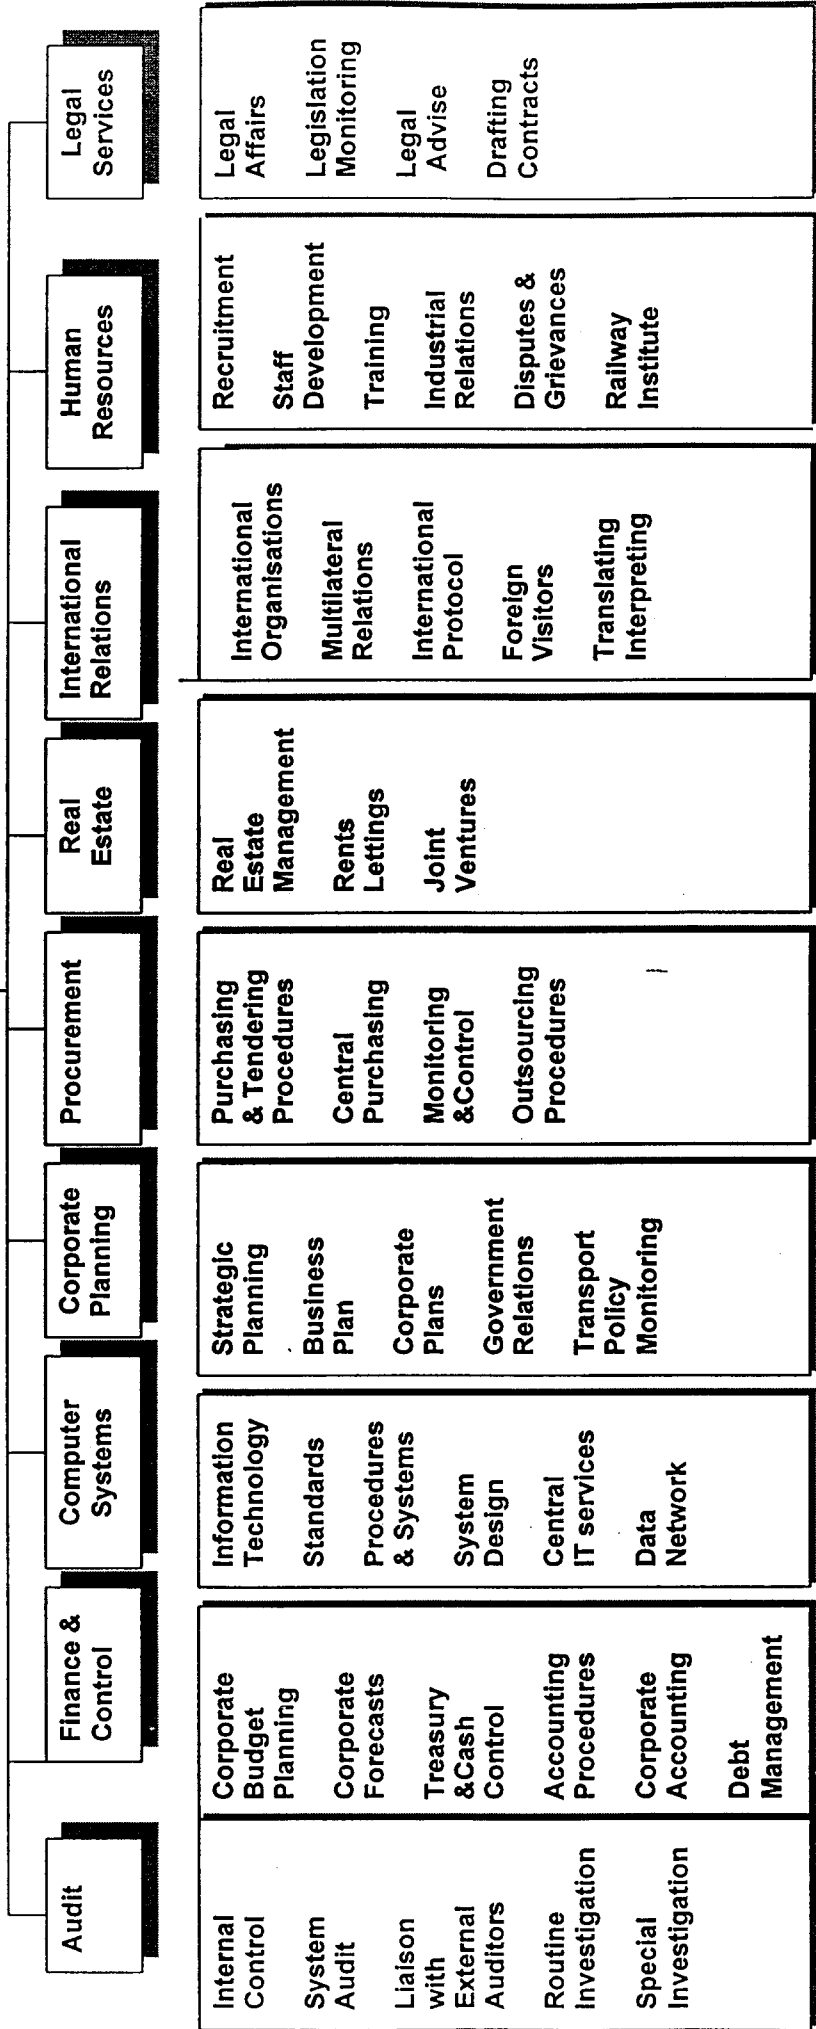 Audit
Internal
Control
System
Audit
Liaison
with
External
Auditors
Routine
Investigation
Special
Investigation
Finance &
Control
Corporate
Budget
Planning
Corporate
Forecasts
Treasury
&Cash
Control
Accounting
Procedures
Corporate
Accounting
Debt
Management
Computer
Systems
Information
Technology
Standards
Procedures
& Systems
System
Design
Central
IT services
Data
Network
Corporate
Planning
Strategic
Planning
Business
Plan
Corporate
Plans
Government
Relations
Transport
Policy
Monitoring
Procurement
Purchasing
& Tendering
Procedures
Central
Purchasing
Monitoring
&Control
Outsourcing
Procedures
Real
Estate
Real
Estate
Management
Rents
Lettings
Joint
Ventures
International
Relations
International
Organisations
Multilateral
Relations
International
Protocol
Foreign
Visitors
Translating
Interpreting
Human
Resources
Recruitment
Staff
Development
Training
Industrial
Relations
Disputes &
Grievances
Railway
Institute
Legal
Services
Legal
Affairs
Legislation
Monitoring
Legal
Advise
Drafting
Contracts